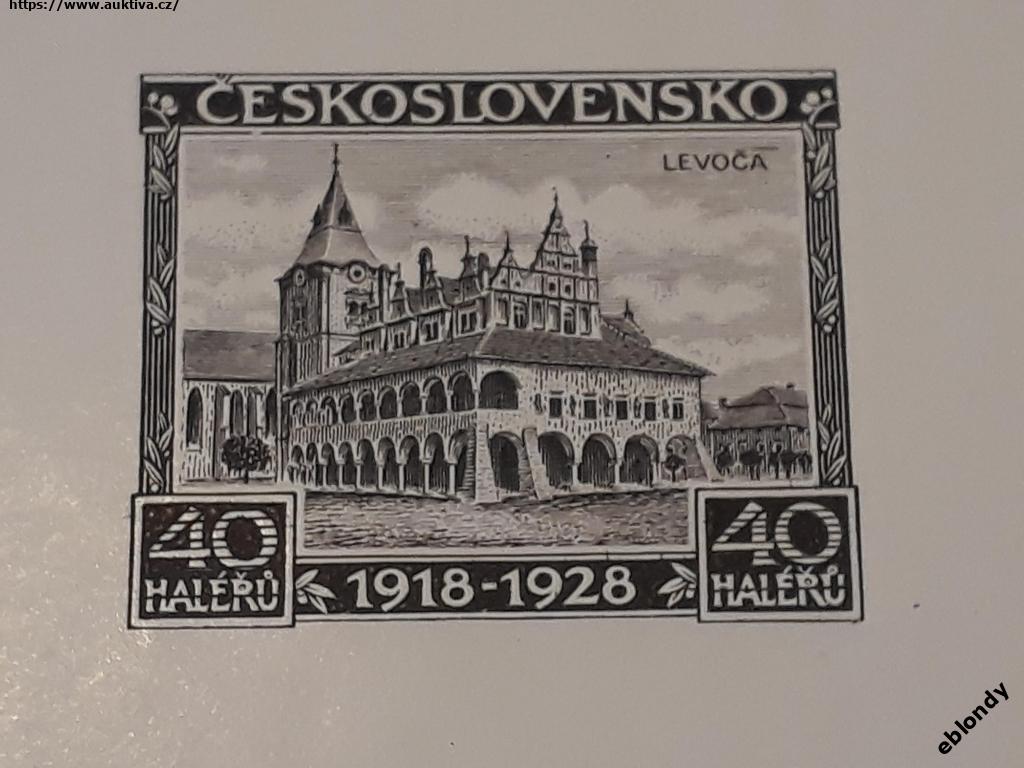 https://www.auktiva.cz/
ČESKOSLOVENSKO
LEVOČA
40 40
HALÉŘŮ HALÉŘŮ
1918-1928
eblondy